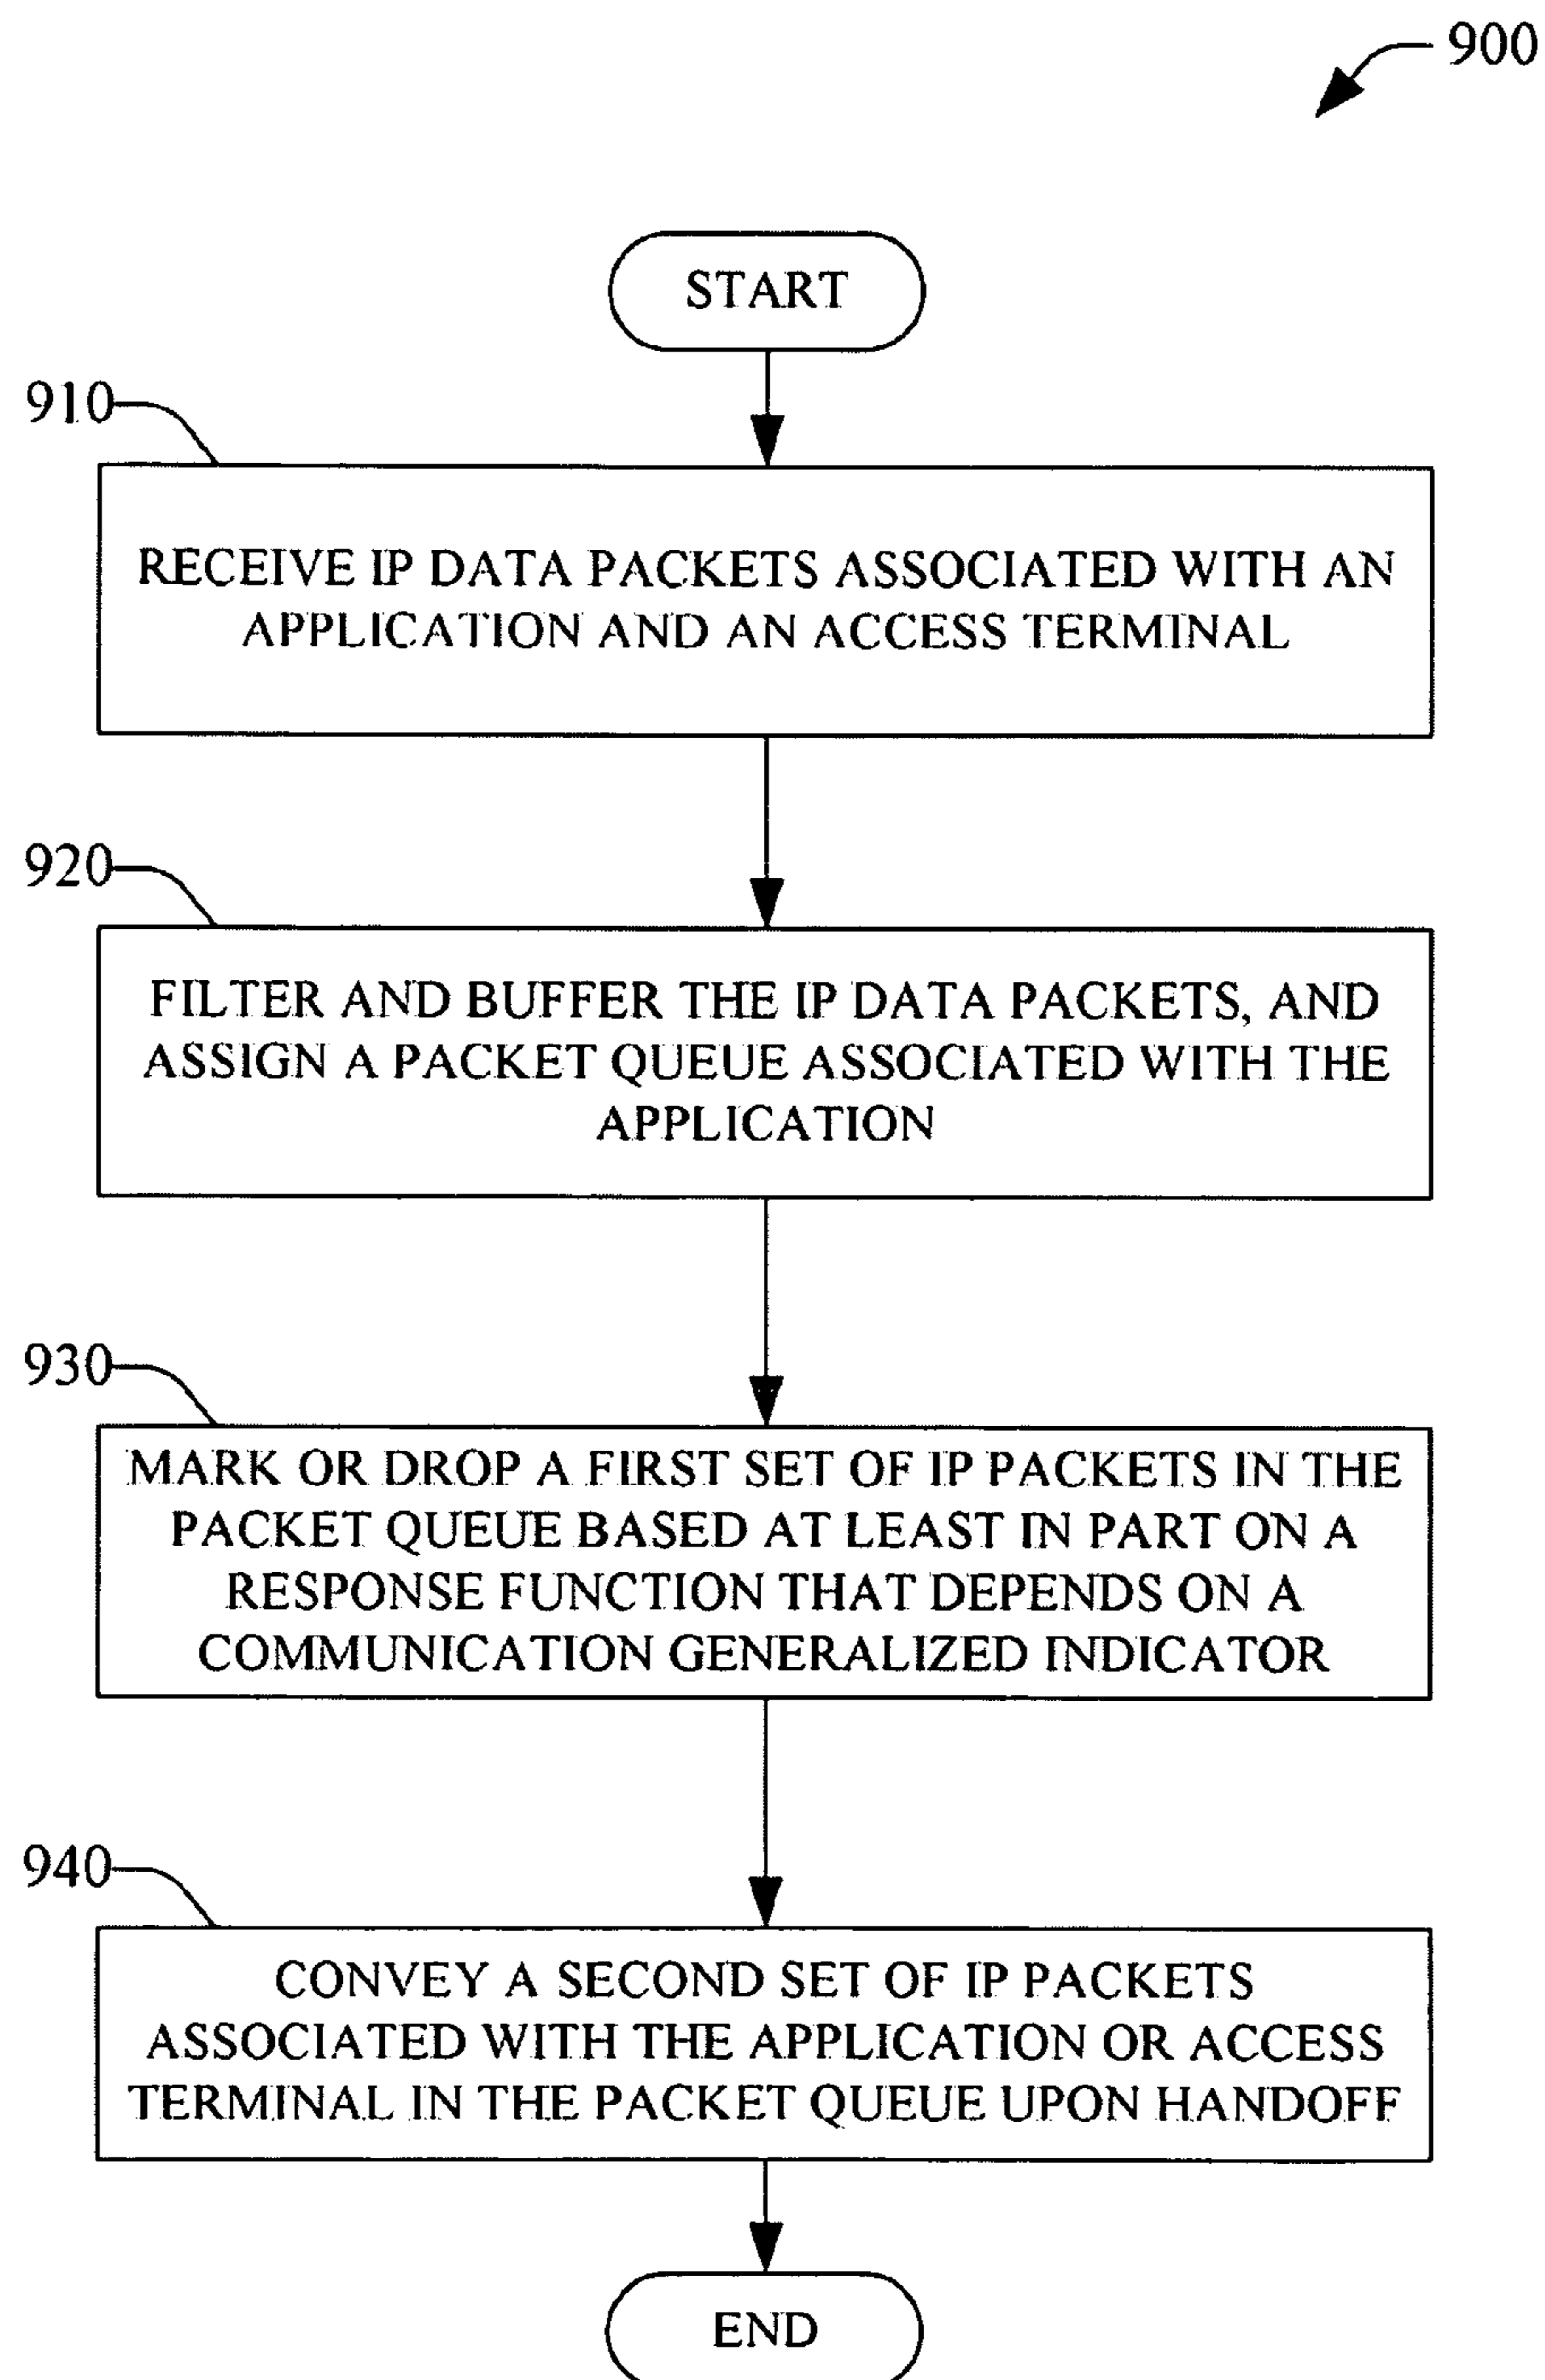 900
START
910
RECEIVE IP DATA PACKETS ASSOCIATED WITH AN
APPLICATION AND AN ACCESS TERMINAL
920
FILTER AND BUFFER THE IP DATA PACKETS, AND
ASSIGN A PACKET QUEUE ASSOCIATED WITH THE
APPLICATION
930
MARK OR DROP A FIRST SET OF IP PACKETS IN THE
PACKET QUEUE BASED AT LEAST IN PART ON A
RESPONSE FUNCTION THAT DEPENDS ON A
COMMUNICATION GENERALIZED INDICATOR
940
CONVEY A SECOND SET OF IP PACKETS
ASSOCIATED WITH THE APPLICATION OR ACCESS
TERMINAL IN THE PACKET QUEUE UPON HANDOFF
END